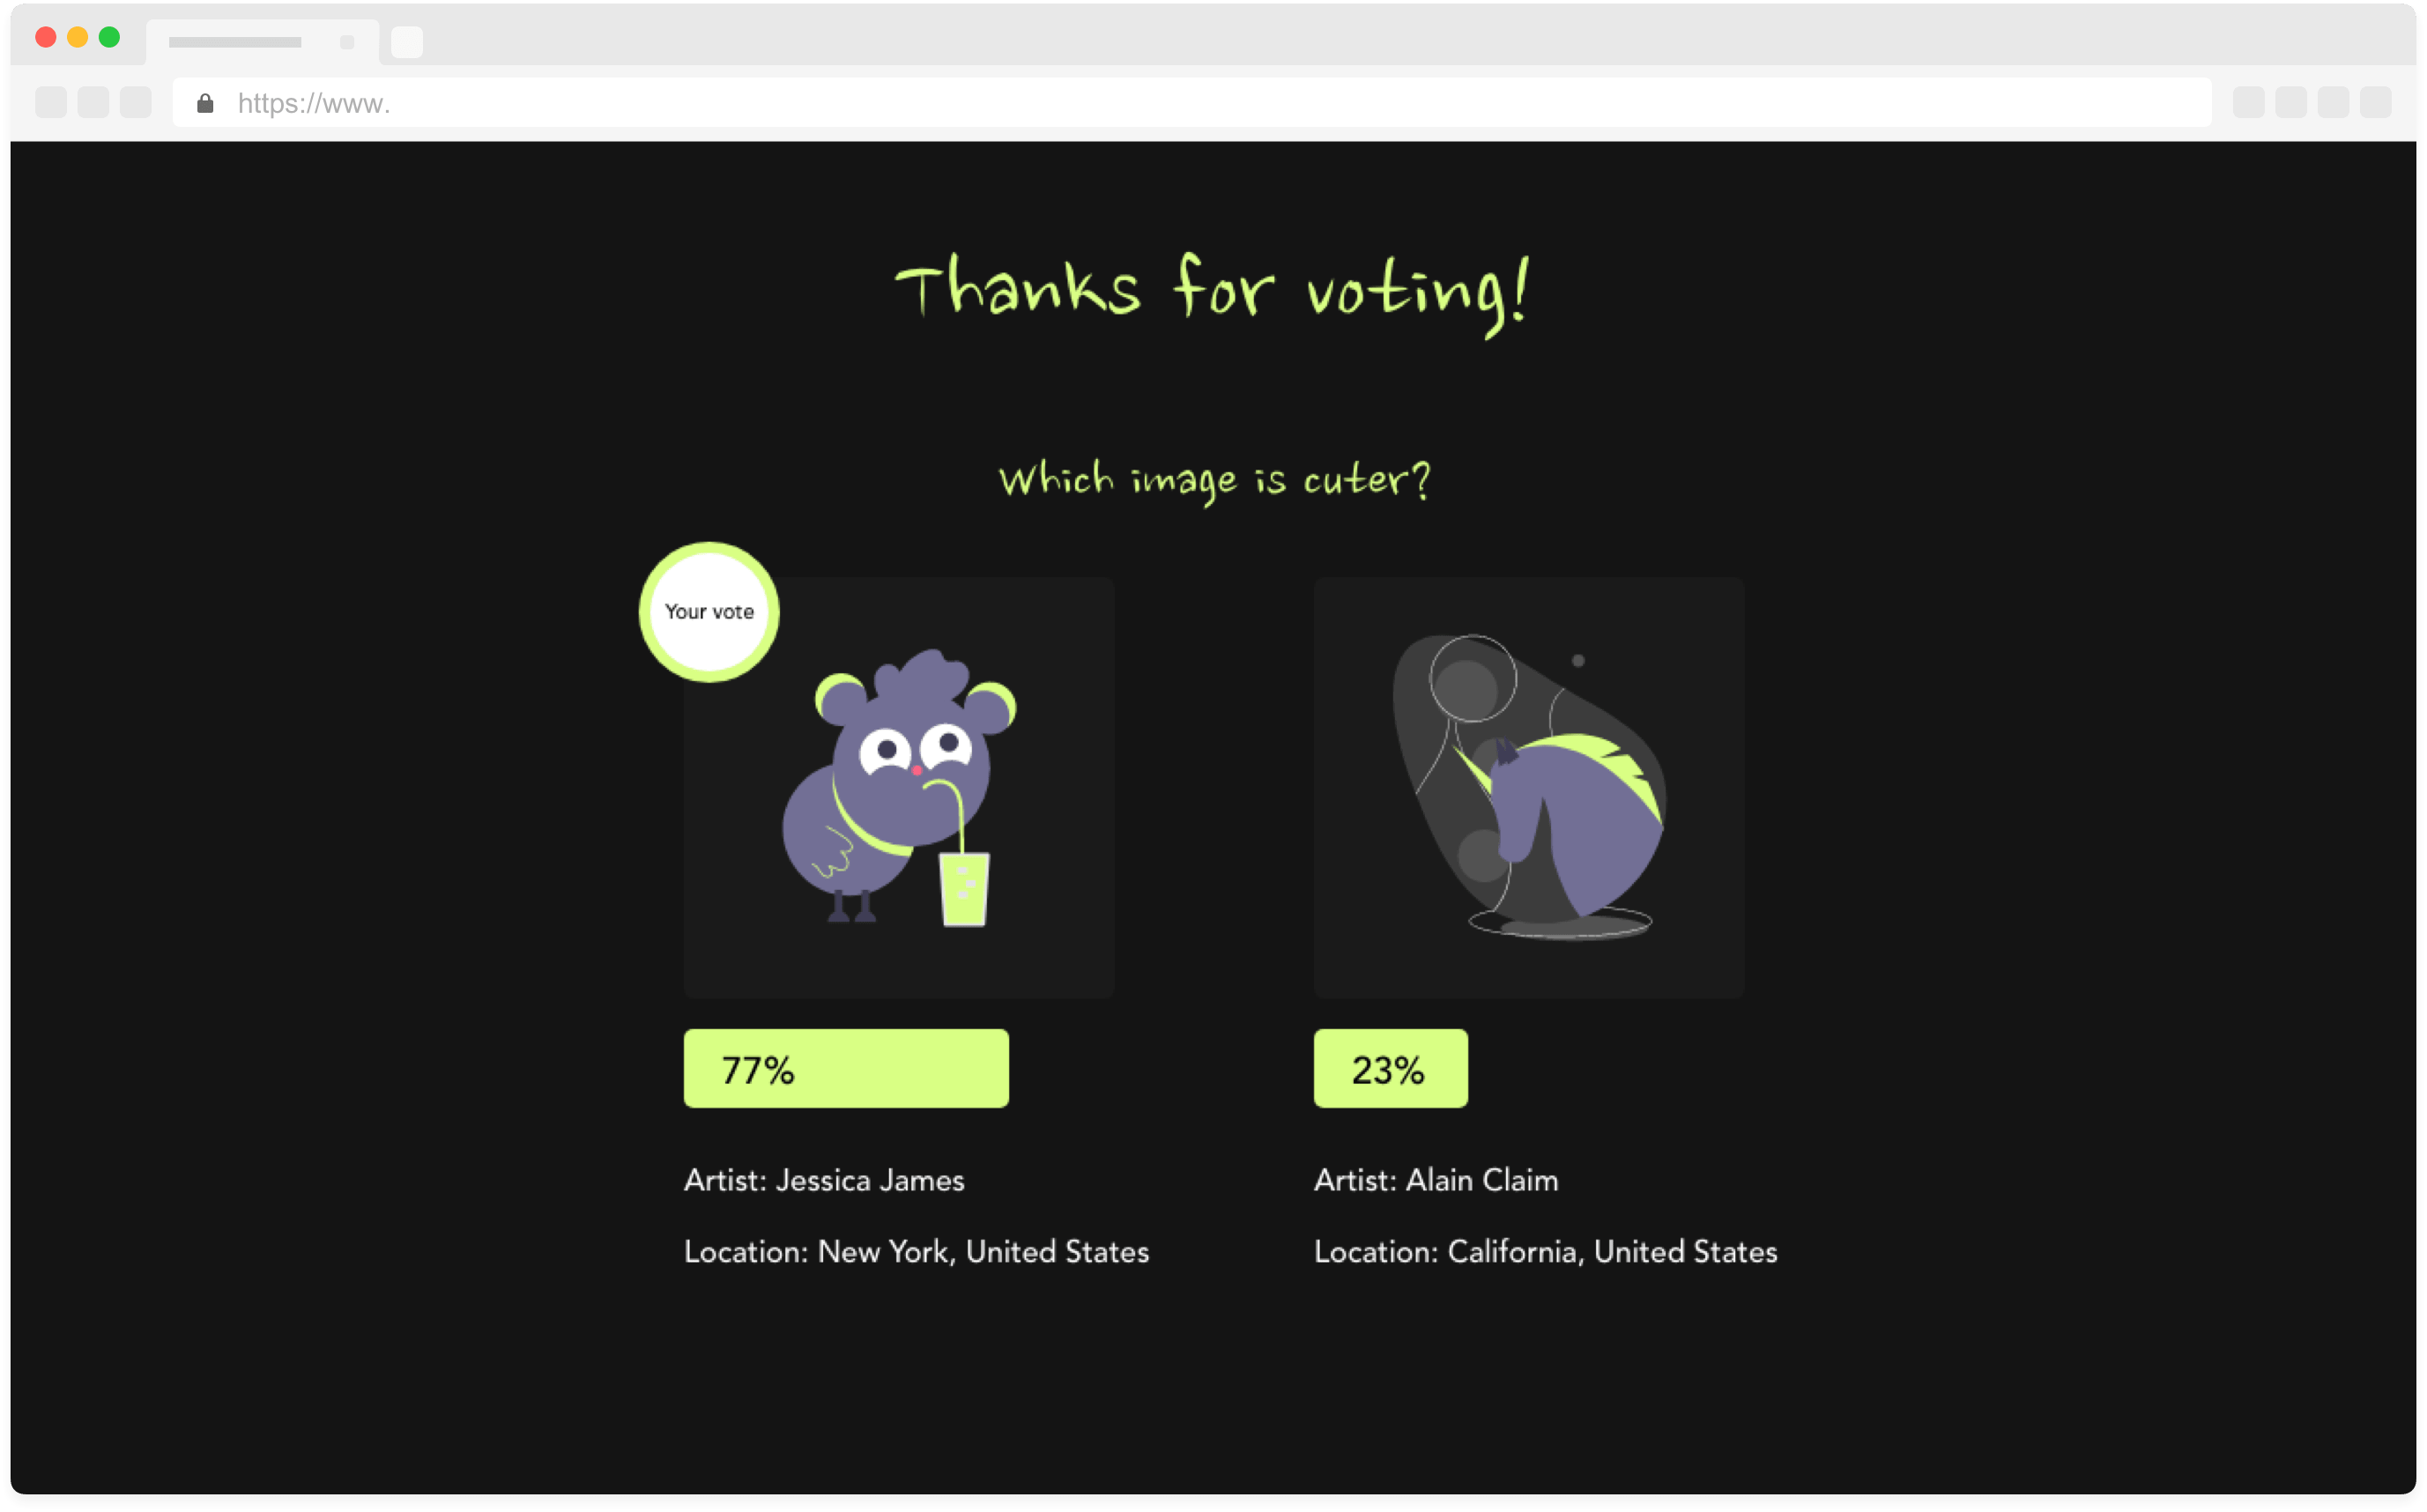 https://www.
Thanks for voting!
Which image is cuter?
Your vote
77%
23%
Artist: Jessica James
Artist: Alain Claim
Location: New York, United States
Location: California, United States